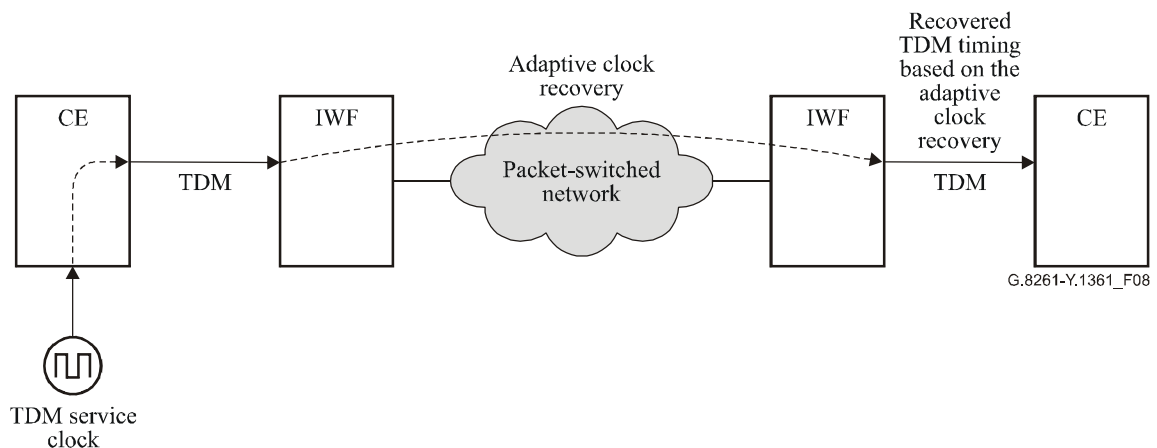 CE
IWF
Adaptive clock
recovery
Packet-switched
network
IWF
Recovered
TDM timing
based on the
adaptive
clock
recovery
CE
TDM
TDM
G.8261-Y.1361_F08
TDM service
clock